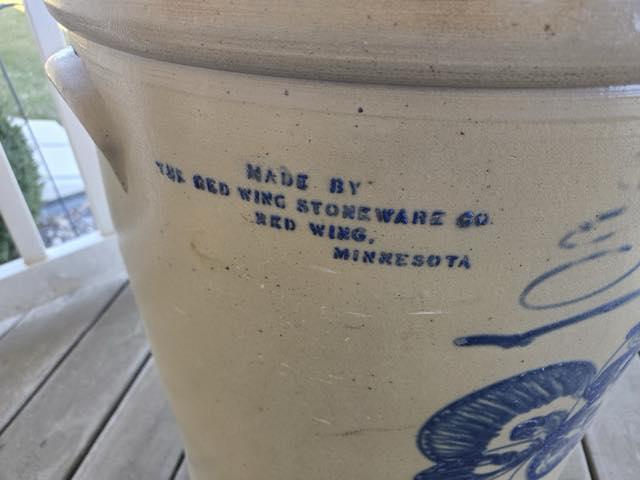 MADE BY
THE RED WING STONEWARE CO.
RED WING,
MINNESOTA